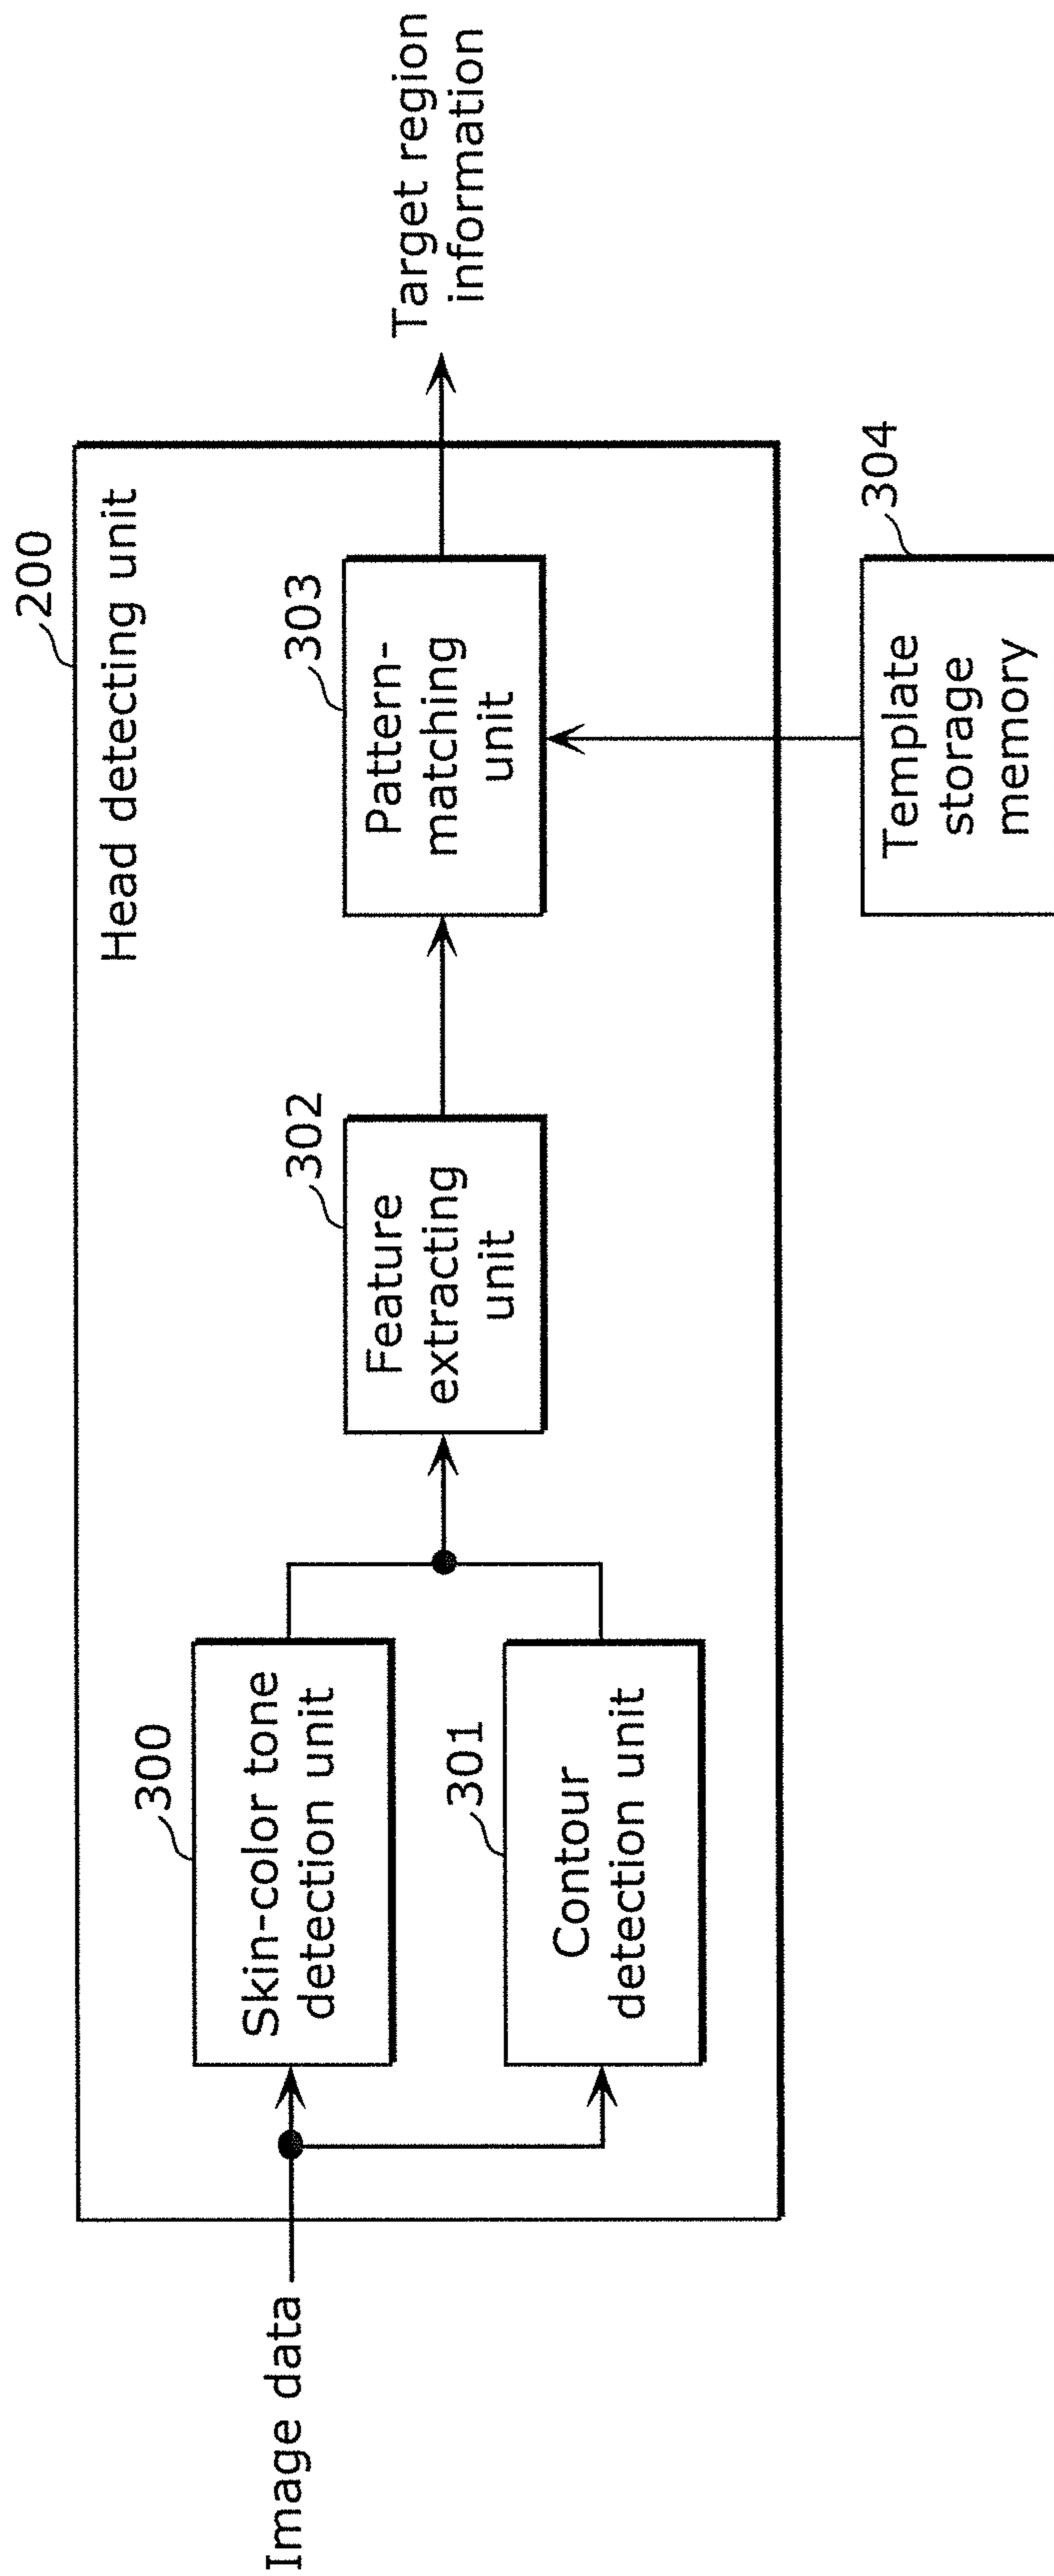 200
Head detecting unit
Image data
300
Skin-color tone
detection unit
301
Contour
detection unit
302
Feature
extracting
unit
303
Pattern-
matching
unit
Target region
information
304
Template
storage
memory